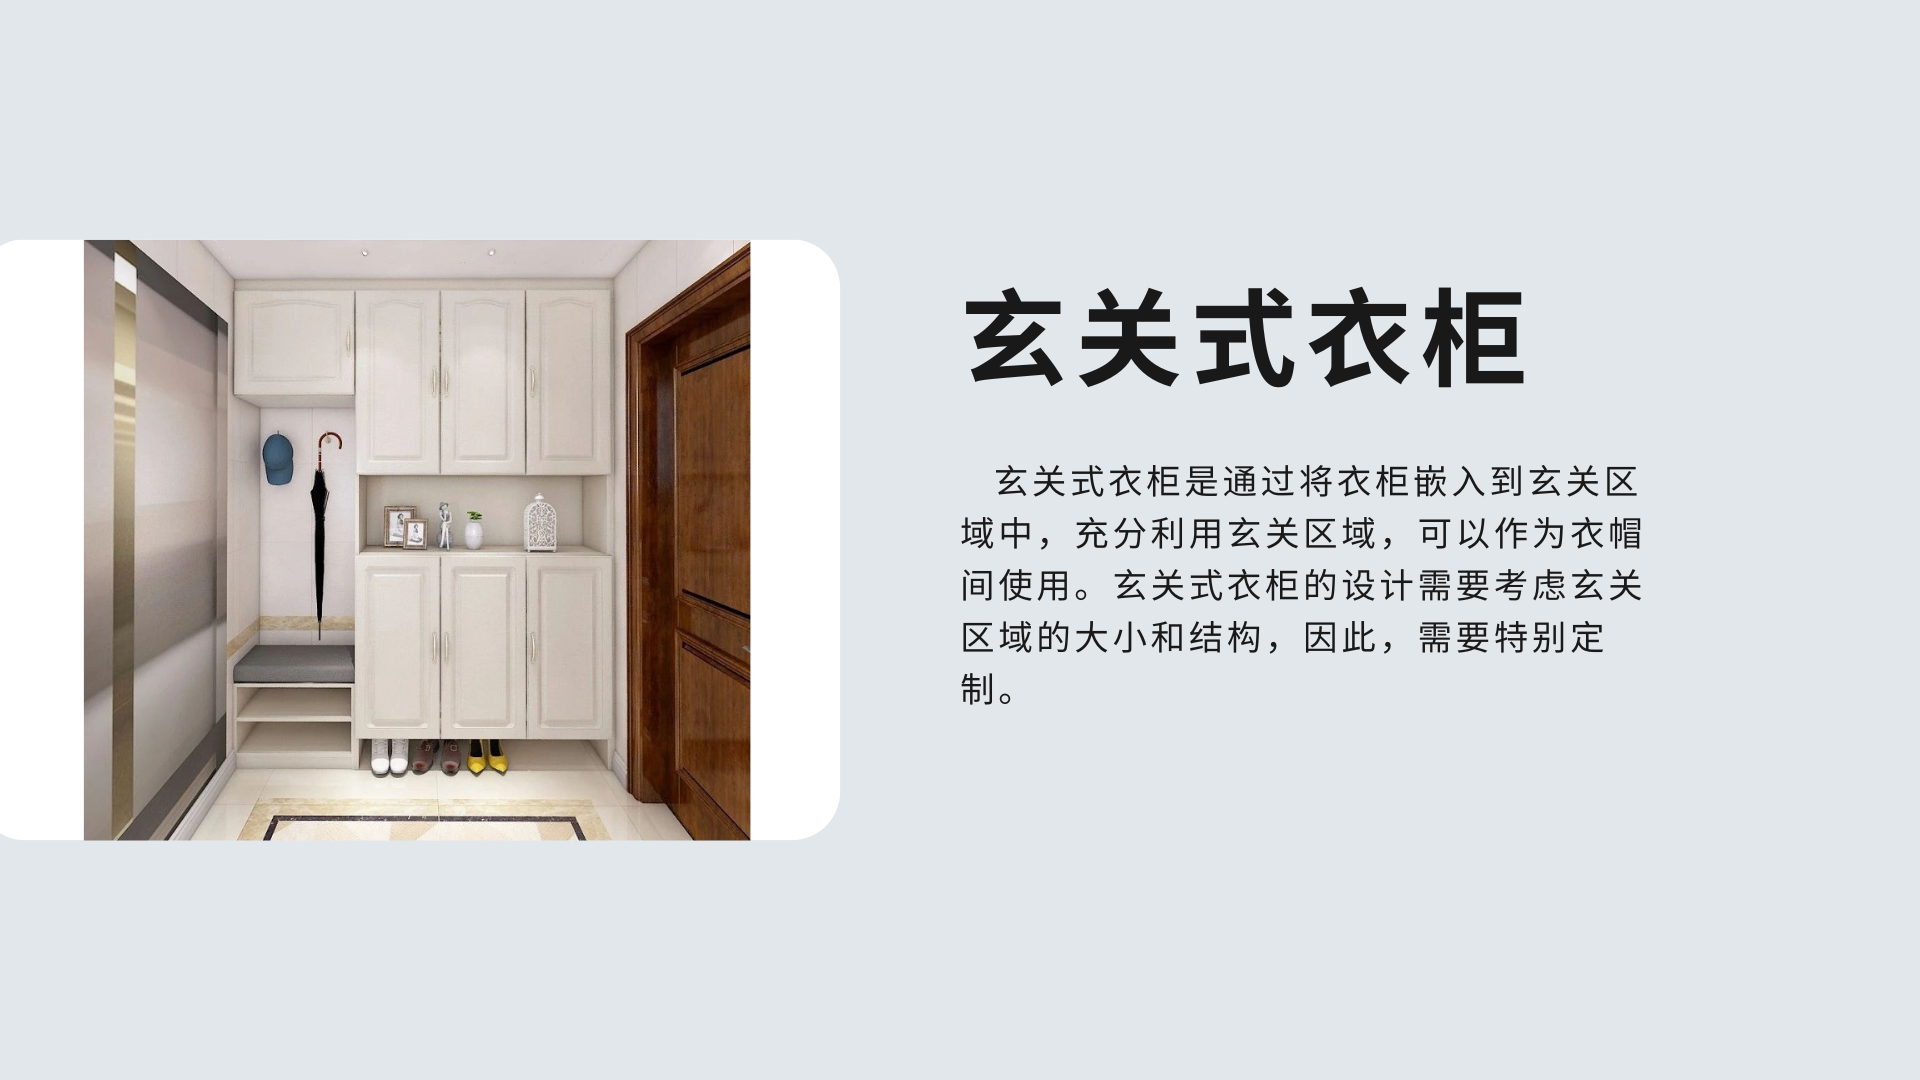 玄关式衣柜
玄关式衣柜是通过将衣柜嵌入到玄关区
域中，充分利用玄关区域，可以作为衣帽
间使用。玄关式衣柜的设计需要考虑玄关
区域的大小和结构，因此，需要特别定
制。